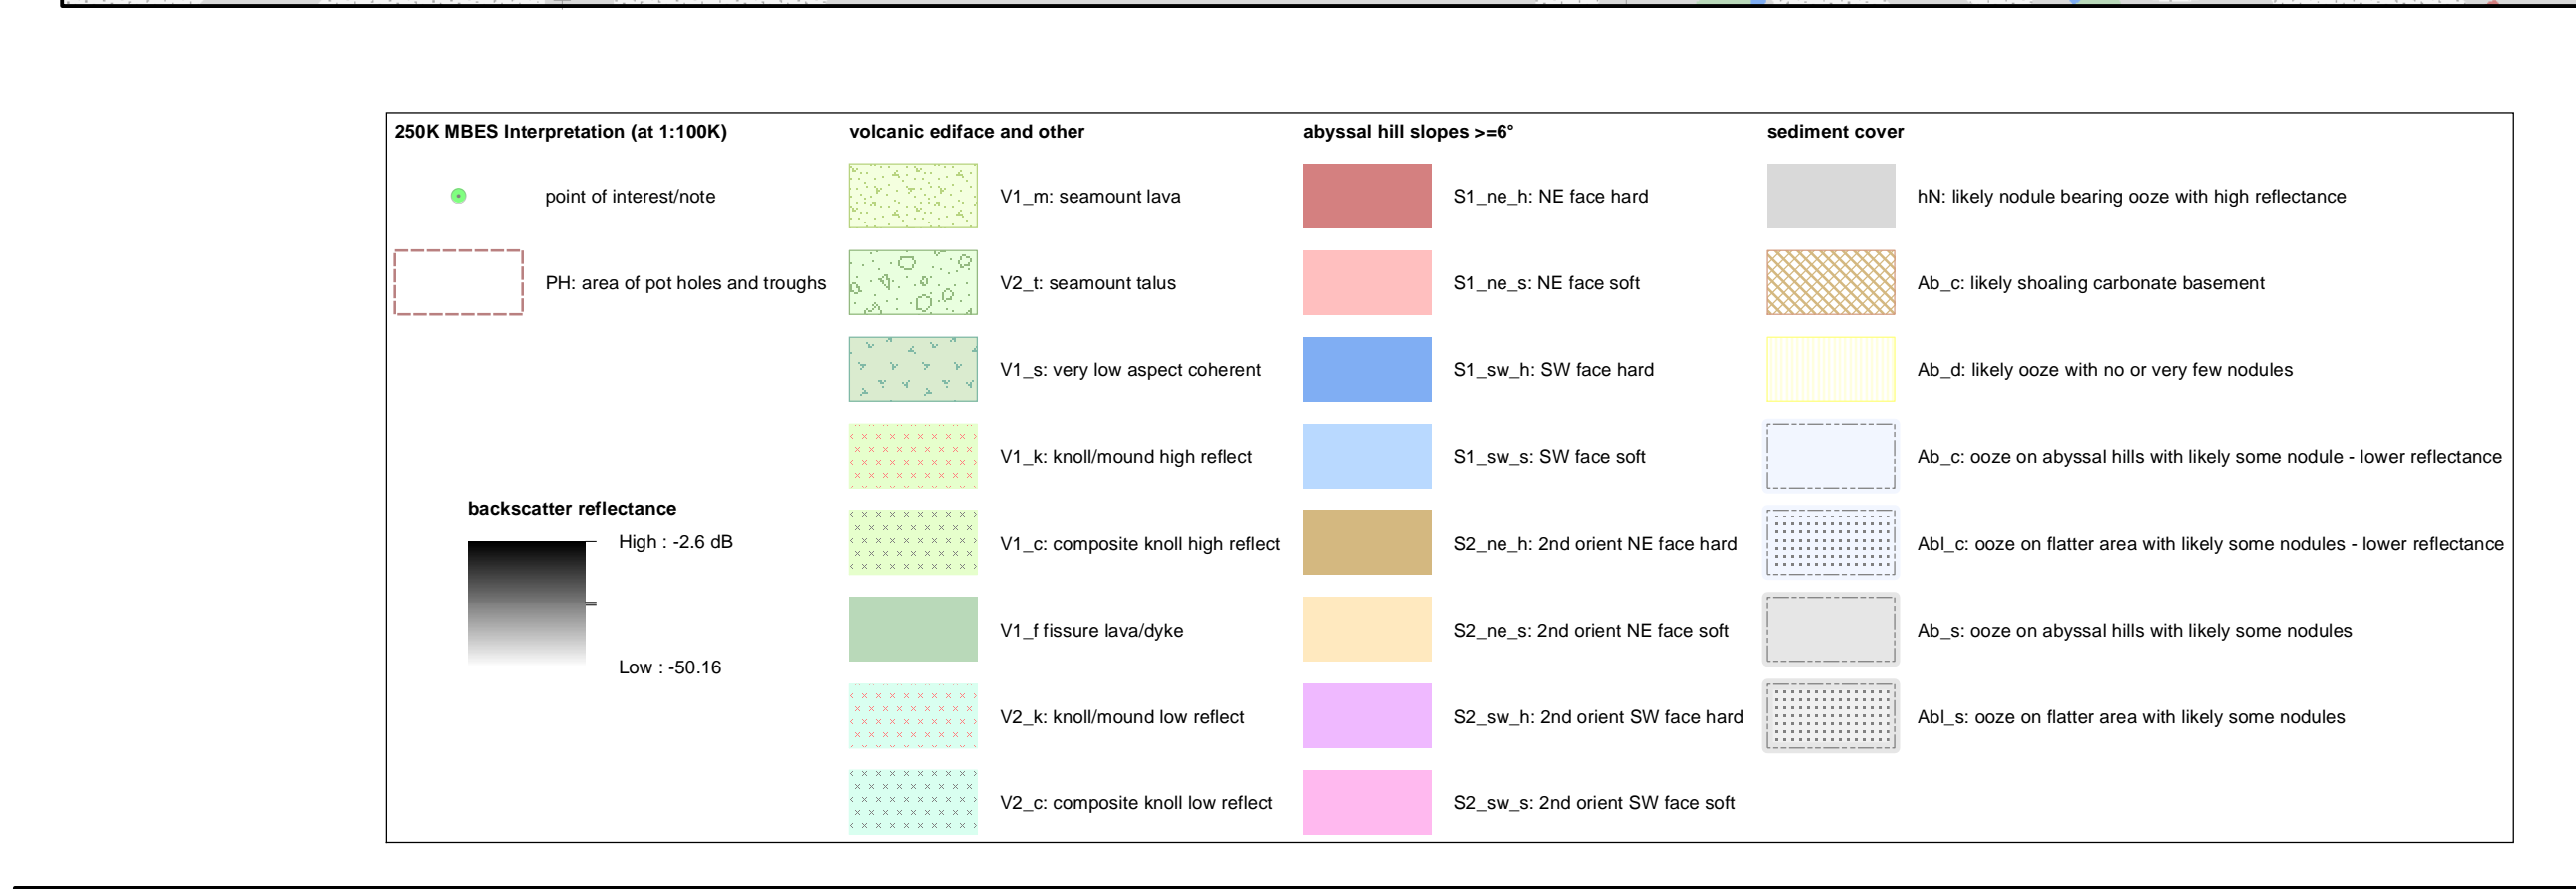 250K MBES Interpretation (at 1:100K)
point of interest/note
PH: area of pot holes and troughs
backscatter reflectance
High : -2.6 dB
Low : -50.16
volcanic ediface and other
V1_m: seamount lava
V2_t: seamount talus
V1_s: very low aspect coherent
V1_k: knoll/mound high reflect
V1_c: composite knoll high reflect
V1_f fissure lava/dyke
V2_k: knoll/mound low reflect
V2_c: composite knoll low reflect
abyssal hill slopes >=6°
S1_ne_h: NE face hard
S1_ne_s: NE face soft
S1_sw_h: SW face hard
S1_sw_s: SW face soft
S2_ne_h: 2nd orient NE face hard
S2_ne_s: 2nd orient NE face soft
S2_sw_h: 2nd orient SW face hard
S2_sw_s: 2nd orient SW face soft
sediment cover
hN: likely nodule bearing ooze with high reflectance
Ab_c: likely shoaling carbonate basement
Ab_d: likely ooze with no or very few nodules
Ab_c: ooze on abyssal hills with likely some nodule - lower reflectance
Abl_c: ooze on flatter area with likely some nodules - lower reflectance
Ab_s: ooze on abyssal hills with likely some nodules
Abl_s: ooze on flatter area with likely some nodules